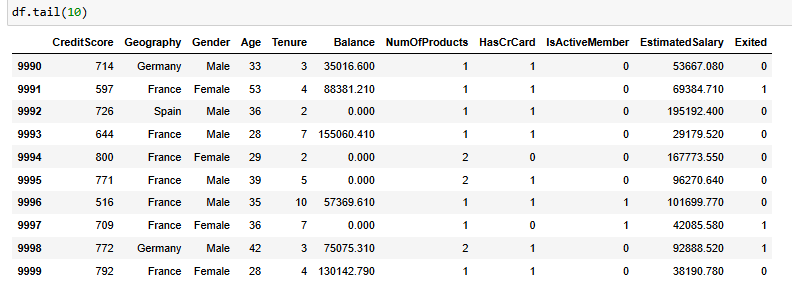 df.tail(10)
CreditScore Geography Gender Age Tenure Balance NumOfProducts HasCrCard IsActiveMember EstimatedSalary Exited
9990 714 Germany Male 33 3 35016.600 1 1 0 53667.080 0
9991 597 France Female 53 4 88381.210 1 1 0 69384.710 1
9992 726 Spain Male 36 2 0.000 1 1 0 195192.400 0
9993 644 France Male 28 7 155060.410 1 1 0 29179.520 0
9994 800 France Female 29 2 0.000 2 0 0 167773.550 0
9995 771 France Male 39 5 0.000 2 1 0 96270.640 0
9996 516 France Male 35 10 57369.610 1 1 1 101699.770 0
9997 709 France Female 36 7 0.000 1 0 1 42085.580 1
9998 772 Germany Male 42 3 75075.310 2 1 0 92888.520 1
9999 792 France Female 28 4 130142.790 1 1 0 38190.780 0